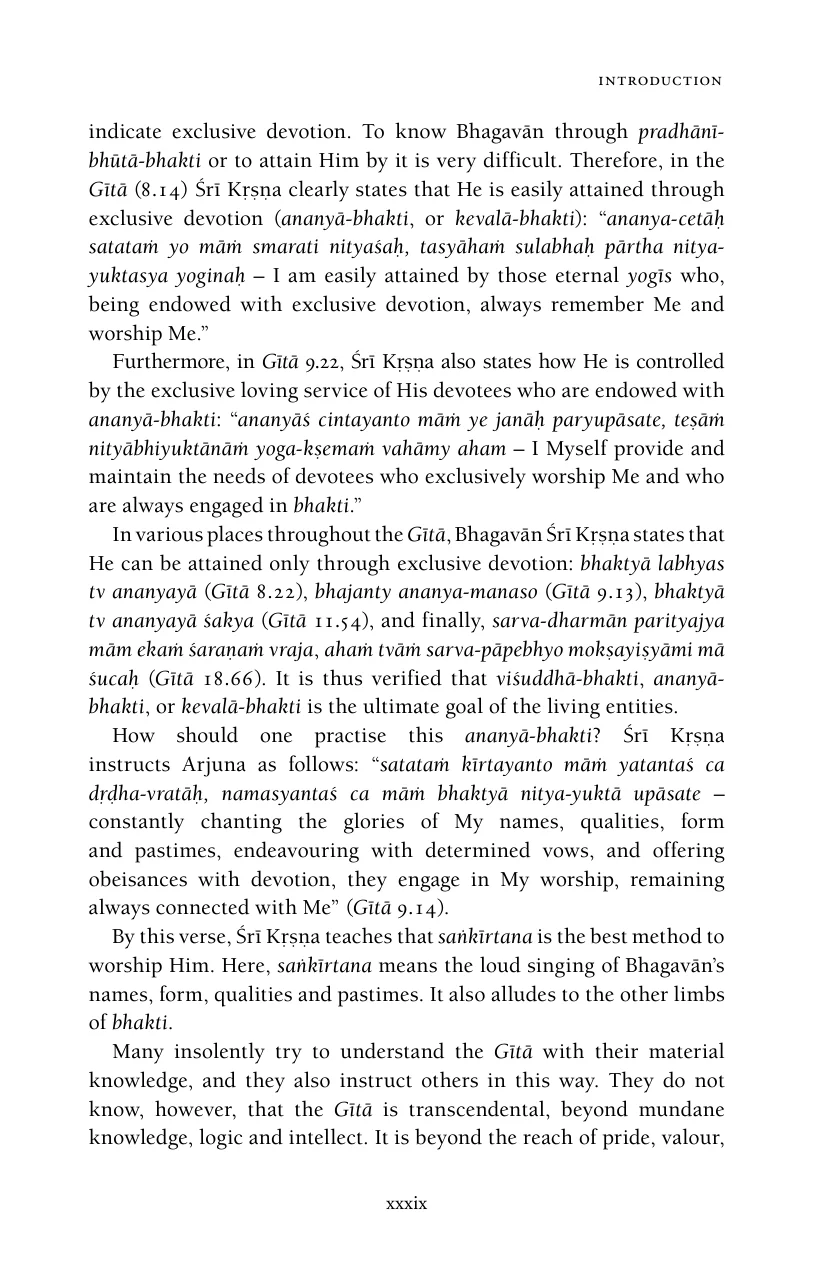 INTRODUCTION
indicate exclusive devotion. To know Bhagavān through pradhānī-
bhūtā-bhakti or to attain Him by it is very difficult. Therefore, in the
Gītā (8.14) Śrī Kṛṣṇa clearly states that He is easily attained through
exclusive devotion (ananyā-bhakti, or kevalā-bhakti): “ananya-cetāḥ
satataṁ yo māṁ smarati nityaśaḥ, tasyāhaṁ sulabhaḥ pārtha nitya-
yuktasya yoginaḥ – I am easily attained by those eternal yogīs who,
being endowed with exclusive devotion, always remember Me and
worship Me.”
Furthermore, in Gītā 9.22, Śrī Kṛṣṇa also states how He is controlled
by the exclusive loving service of His devotees who are endowed with
ananyā-bhakti: “ananyāś cintayanto māṁ ye janāḥ paryupāsate, teṣāṁ
nityābhiyuktānāṁ yoga-kṣemaṁ vahāmy aham – I Myself provide and
maintain the needs of devotees who exclusively worship Me and who
are always engaged in bhakti.”
In various places throughout the Gītā, Bhagavān Śrī Kṛṣṇa states that
He can be attained only through exclusive devotion: bhaktyā labhyas
tv ananyayā (Gītā 8.22), bhajanty ananya-manaso (Gītā 9.13), bhaktyā
tv ananyayā śakya (Gītā 11.54), and finally, sarva-dharmān parityajya
mām ekaṁ śaraṇaṁ vraja, ahaṁ tvāṁ sarva-pāpebhyo mokṣayiṣyāmi mā
śucaḥ (Gītā 18.66). It is thus verified that viśuddhā-bhakti, ananyā-
bhakti, or kevalā-bhakti is the ultimate goal of the living entities.
How should one practise this ananyā-bhakti? Śrī Kṛṣṇa
instructs Arjuna as follows: “satataṁ kīrtayanto māṁ yatantaś ca
dṛḍha-vratāḥ, namasyantaś ca māṁ bhaktyā nitya-yuktā upāsate –
constantly chanting the glories of My names, qualities, form
and pastimes, endeavouring with determined vows, and offering
obeisances with devotion, they engage in My worship, remaining
always connected with Me” (Gītā 9.14).
By this verse, Śrī Kṛṣṇa teaches that saṅkīrtana is the best method to
worship Him. Here, saṅkīrtana means the loud singing of Bhagavān’s
names, form, qualities and pastimes. It also alludes to the other limbs
of bhakti.
Many insolently try to understand the Gītā with their material
knowledge, and they also instruct others in this way. They do not
know, however, that the Gītā is transcendental, beyond mundane
knowledge, logic and intellect. It is beyond the reach of pride, valour,
xxxix